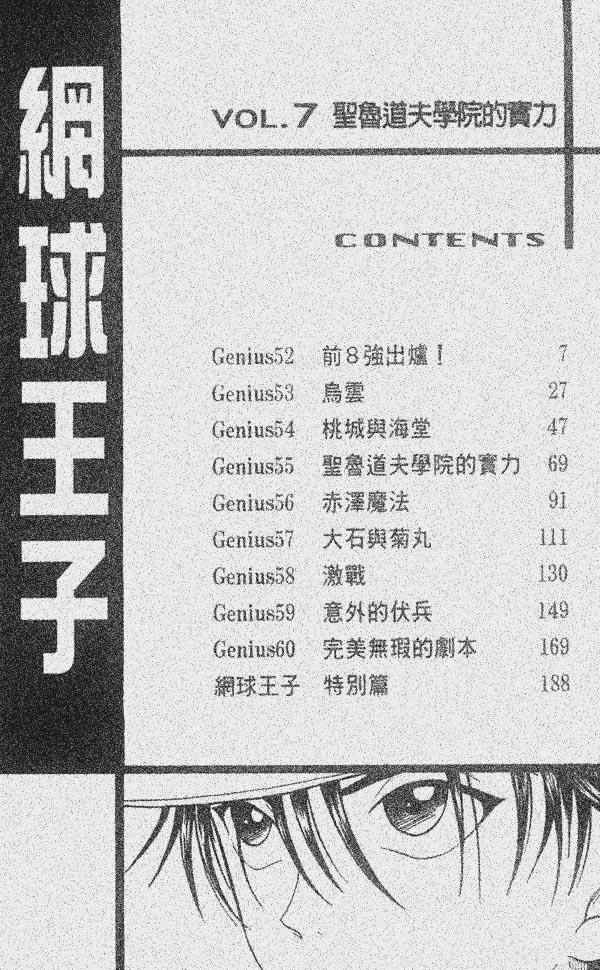 網球王子
VOL.7 聖魯道夫學院的實力
CONTENTS
Genius52 前8強出爐！ 7
Genius53 烏雲 27
Genius54 桃城與海堂 47
Genius55 聖魯道夫學院的實力 69
Genius56 赤澤魔法 91
Genius57 大石與菊丸 111
Genius58 激戰 130
Genius59 意外的伏兵 149
Genius60 完美無瑕的劇本 169
網球王子 特別篇 188